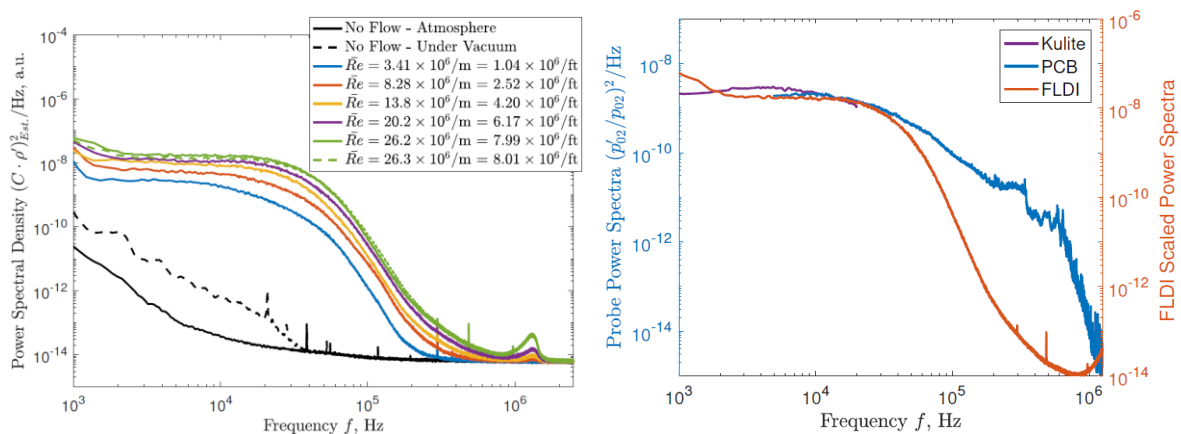 10^-4
10^-6
10^-8
10^-10
10^-12
10^-14
Power Spectral Density (C · ρ′)²_Est./Hz, a.u.
No Flow - Atmosphere
No Flow - Under Vacuum
R̄e = 3.41 × 10^6/m = 1.04 × 10^6/ft
R̄e = 8.28 × 10^6/m = 2.52 × 10^6/ft
R̄e = 13.8 × 10^6/m = 4.20 × 10^6/ft
R̄e = 20.2 × 10^6/m = 6.17 × 10^6/ft
R̄e = 26.2 × 10^6/m = 7.99 × 10^6/ft
R̄e = 26.3 × 10^6/m = 8.01 × 10^6/ft
10^3 10^4 10^5 10^6
Frequency f, Hz
10^-8
10^-10
10^-12
10^-14
Probe Power Spectra (p′_02/p_02)²/Hz
Kulite
PCB
FLDI
10^-6
10^-8
10^-10
10^-12
10^-14
FLDI Scaled Power Spectra
10^3 10^4 10^5 10^6
Frequency f, Hz